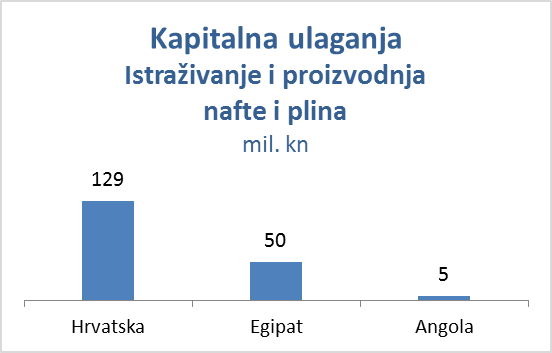 Kapitalna ulaganja
Istraživanje i proizvodnja
nafte i plina
mil. kn
129
50
5
Hrvatska
Egipat
Angola